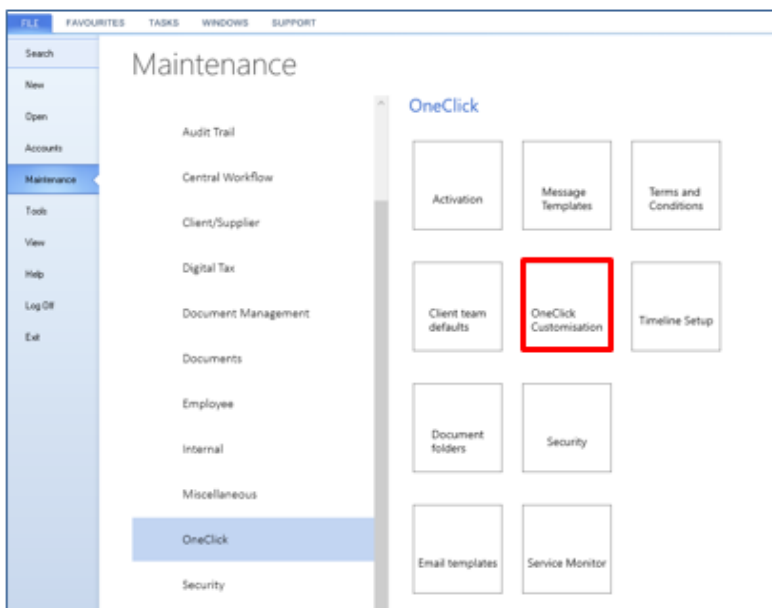 FILE FAVOURITES TASKS WINDOWS SUPPORT
Search
New
Open
Accounts
Maintenance
Tools
View
Help
Log Off
Exit
Maintenance
Audit Trail
Central Workflow
Client/Supplier
Digital Tax
Document Management
Documents
Employee
Internal
Miscellaneous
OneClick
Security
OneClick
Activation
Message
Templates
Terms and
Conditions
Client team
defaults
OneClick
Customisation
Timeline Setup
Document
folders
Security
Email templates
Service Monitor